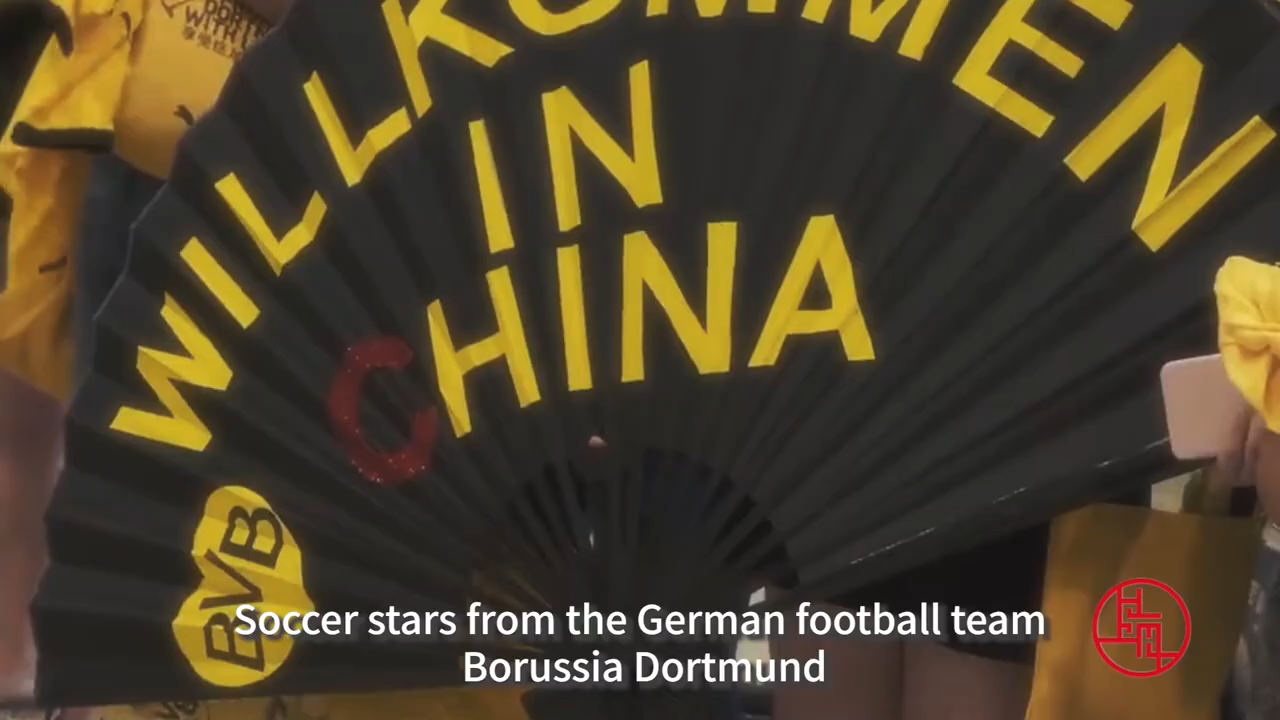 WILLKOMMEN
IN
CHINA
BVB
Soccer stars from the German football team
Borussia Dortmund